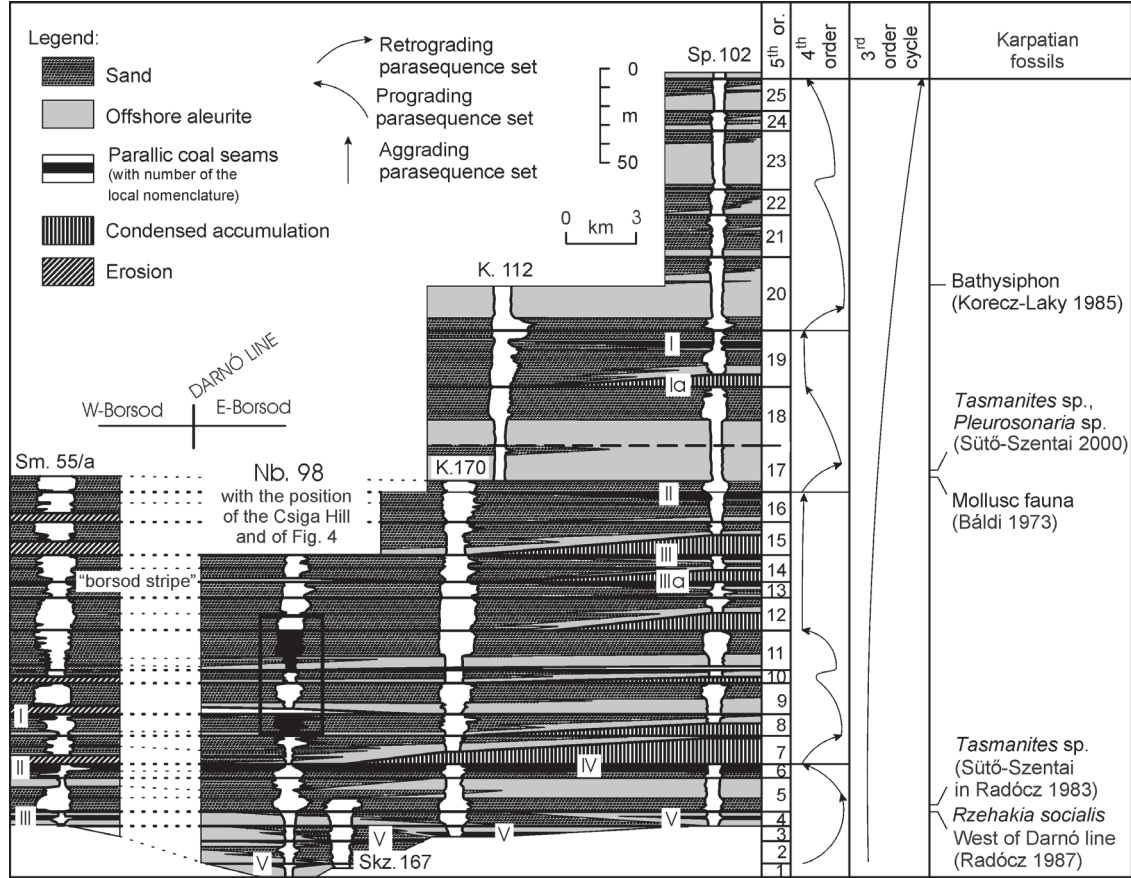 Legend:
Sand
Offshore aleurite
Parallic coal seams
(with number of the
local nomenclature)
Condensed accumulation
Erosion
Retrograding
parasequence set
Prograding
parasequence set
Aggrading
parasequence set
0
m
50
0 3
km
Sp. 102
5th or.
4th
order
3rd
order
cycle
Karpatian
fossils
25
24
23
22
21
20
19
18
17
16
15
14
13
12
11
10
9
8
7
6
5
4
3
2
1
K. 112
I
Ia
DARNÓ LINE
W-Borsod
E-Borsod
Sm. 55/a
Nb. 98
with the position
of the Csiga Hill
and of Fig. 4
K.170
II
III
IIIa
"borsod stripe"
I
II
III
IV
V
V
V
V
Skz. 167
Bathysiphon
(Korecz-Laky 1985)
Tasmanites sp.,
Pleurosonaria sp.
(Sütő-Szentai 2000)
Mollusc fauna
(Báldi 1973)
Tasmanites sp.
(Sütő-Szentai
in Radócz 1983)
Rzehakia socialis
West of Darnó line
(Radócz 1987)